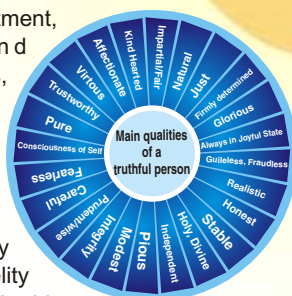 tment,
n d
,
y
elity
Main qualities
of a
truthful person
Impartial/Fair
Natural
Just
Firmly determined
Glorious
Always in Joyful State
Guileless, Fraudless
Realistic
Honest
Stable
Holy, Divine
Independent
Pious
Modest
Integrity
Prudent/wise
Careful
Fearless
Consciousness of Self
Pure
Trustworthy
Virtous
Affectionate
Kind Hearted